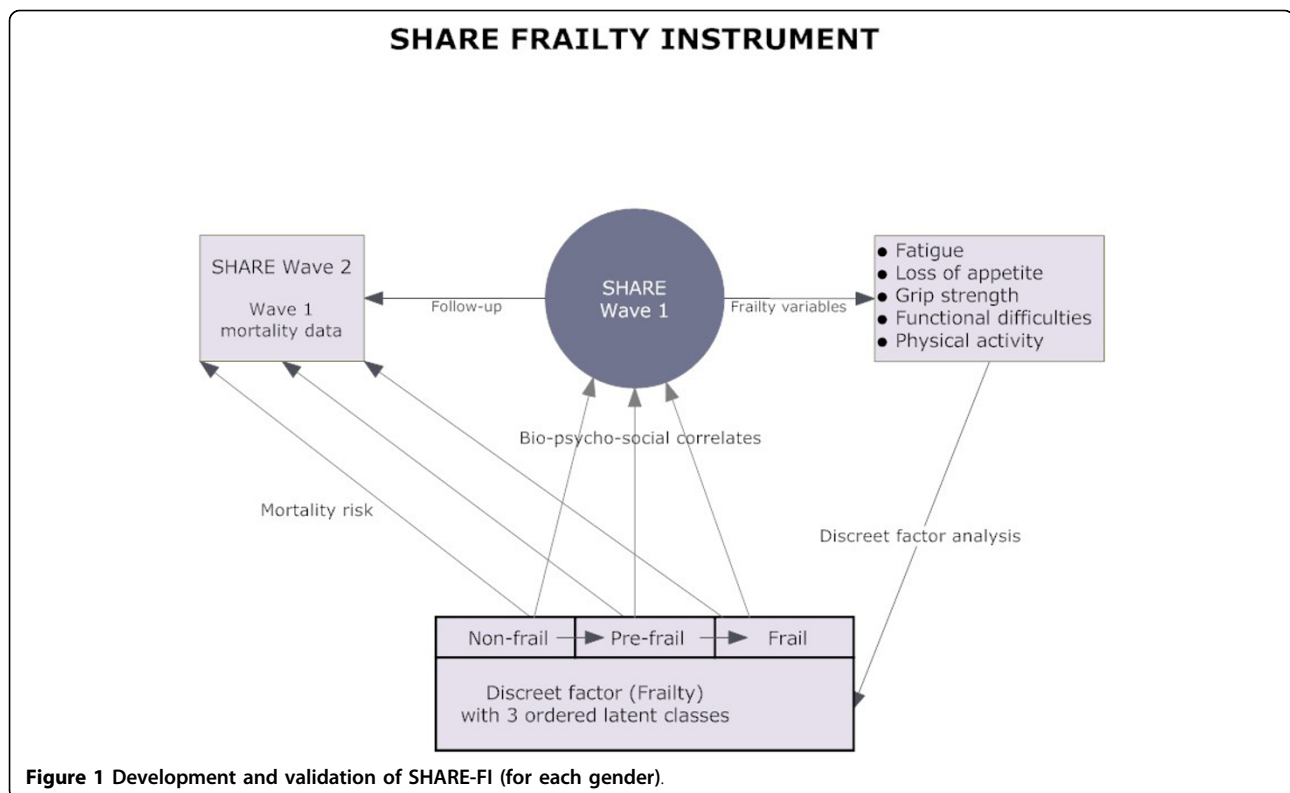 SHARE FRAILTY INSTRUMENT
SHARE Wave 2
Wave 1
mortality data
Follow-up
SHARE
Wave 1
Frailty variables
● Fatigue
● Loss of appetite
● Grip strength
● Functional difficulties
● Physical activity
Bio-psycho-social correlates
Mortality risk
Discreet factor analysis
Non-frail
Pre-frail
Frail
Discreet factor (Frailty)
with 3 ordered latent classes
Figure 1 Development and validation of SHARE-FI (for each gender).